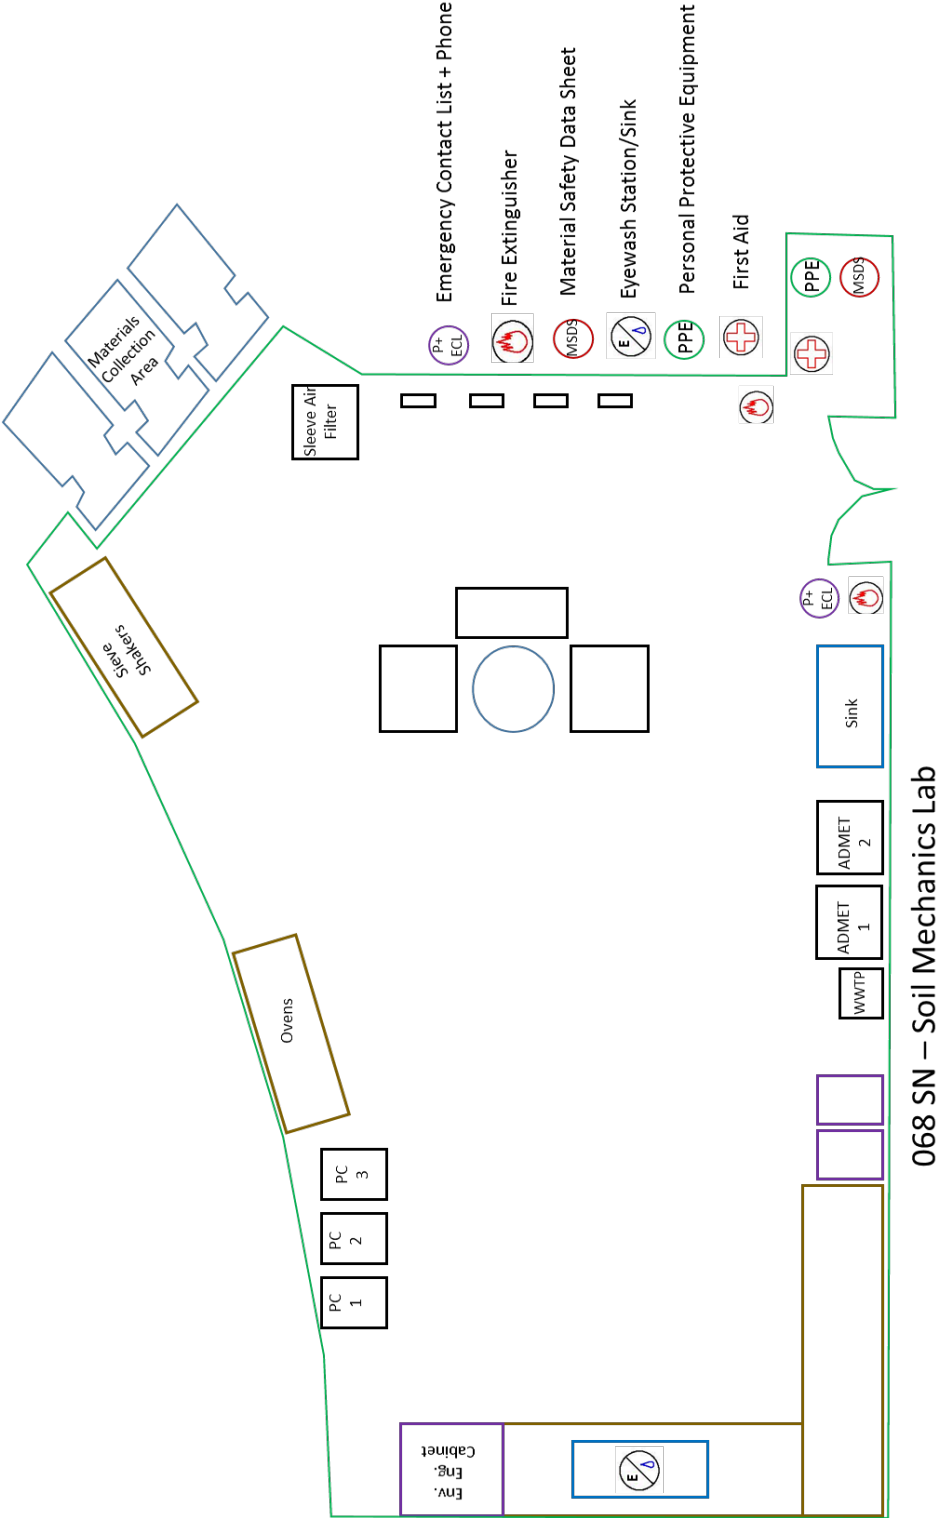 Materials
Collection
Area
Sleeve Air
Filter
P+
ECL
Emergency Contact List + Phone
Fire Extinguisher
MSDS
Material Safety Data Sheet
E
Eyewash Station/Sink
PPE
Personal Protective Equipment
First Aid
PPE
MSDS
P+
ECL
Sieve
Shakers
Sink
ADMET
2
ADMET
1
WWTP
Ovens
PC
3
PC
2
PC
1
Env.
Eng.
Cabinet
E
068 SN – Soil Mechanics Lab